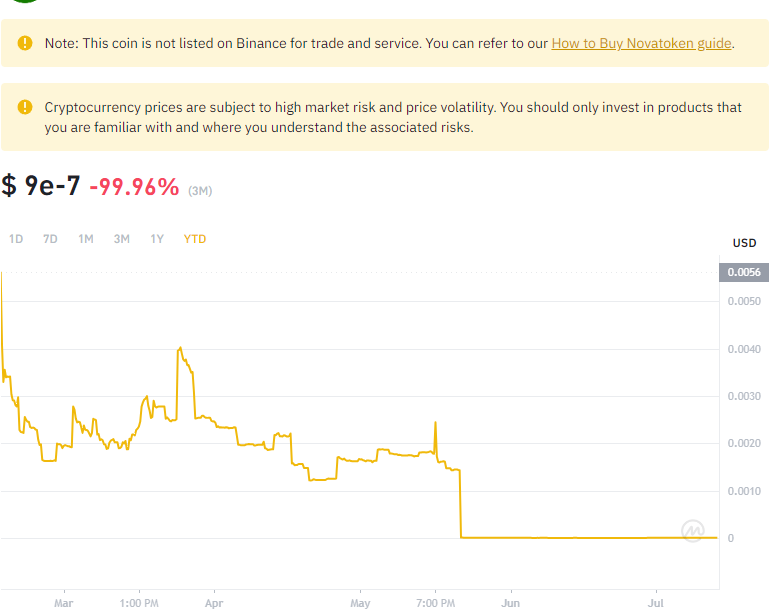 Note: This coin is not listed on Binance for trade and service. You can refer to our How to Buy Novatoken guide.
Cryptocurrency prices are subject to high market risk and price volatility. You should only invest in products that
you are familiar with and where you understand the associated risks.
$ 9e-7 -99.96% (3M)
1D 7D 1M 3M 1Y YTD
USD
0.0056
0.0050
0.0040
0.0030
0.0020
0.0010
0
Mar 1:00 PM Apr May 7:00 PM Jun Jul